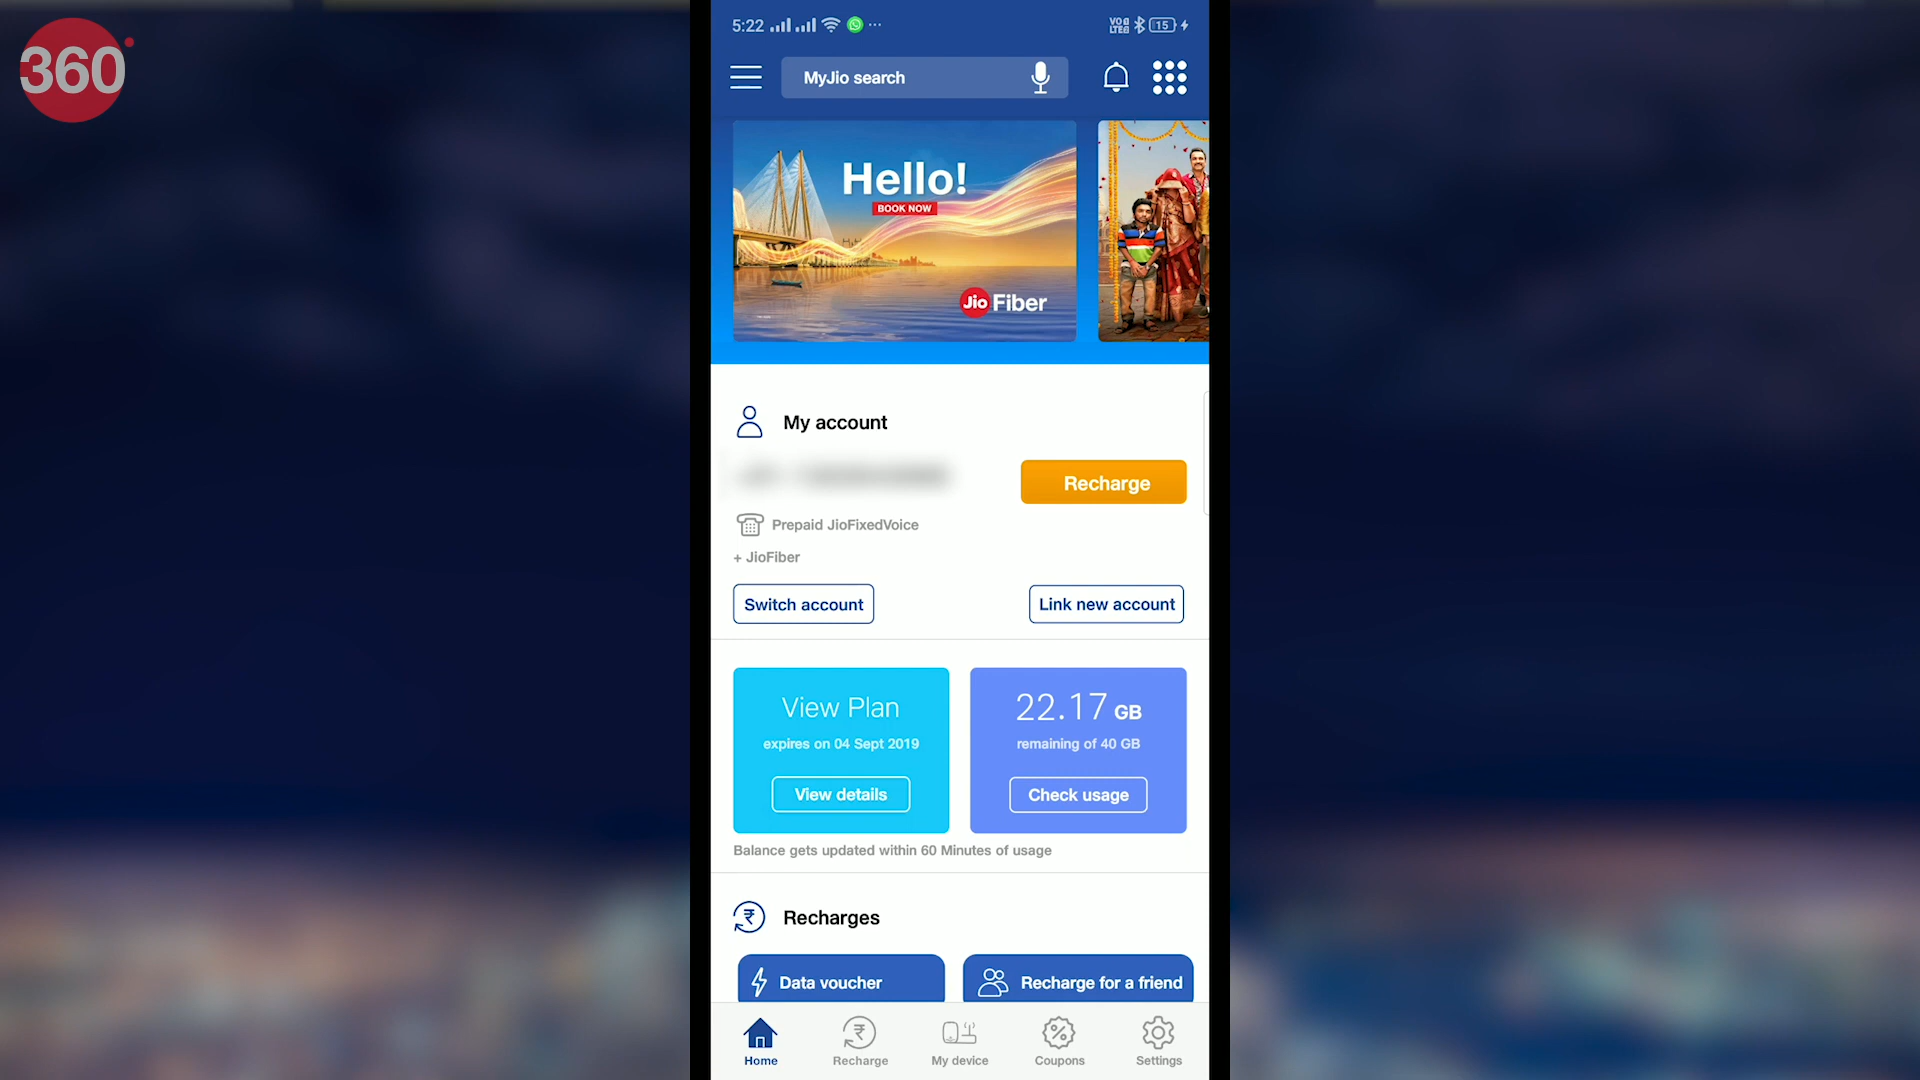 360
5:22
VO
LTE
15
MyJio search
Hello!
BOOK NOW
Jio Fiber
My account
Recharge
Prepaid JioFixedVoice
+ JioFiber
Switch account
Link new account
View Plan
expires on 04 Sept 2019
View details
22.17 GB
remaining of 40 GB
Check usage
Balance gets updated within 60 Minutes of usage
Recharges
Data voucher
Recharge for a friend
Home
Recharge
My device
Coupons
Settings